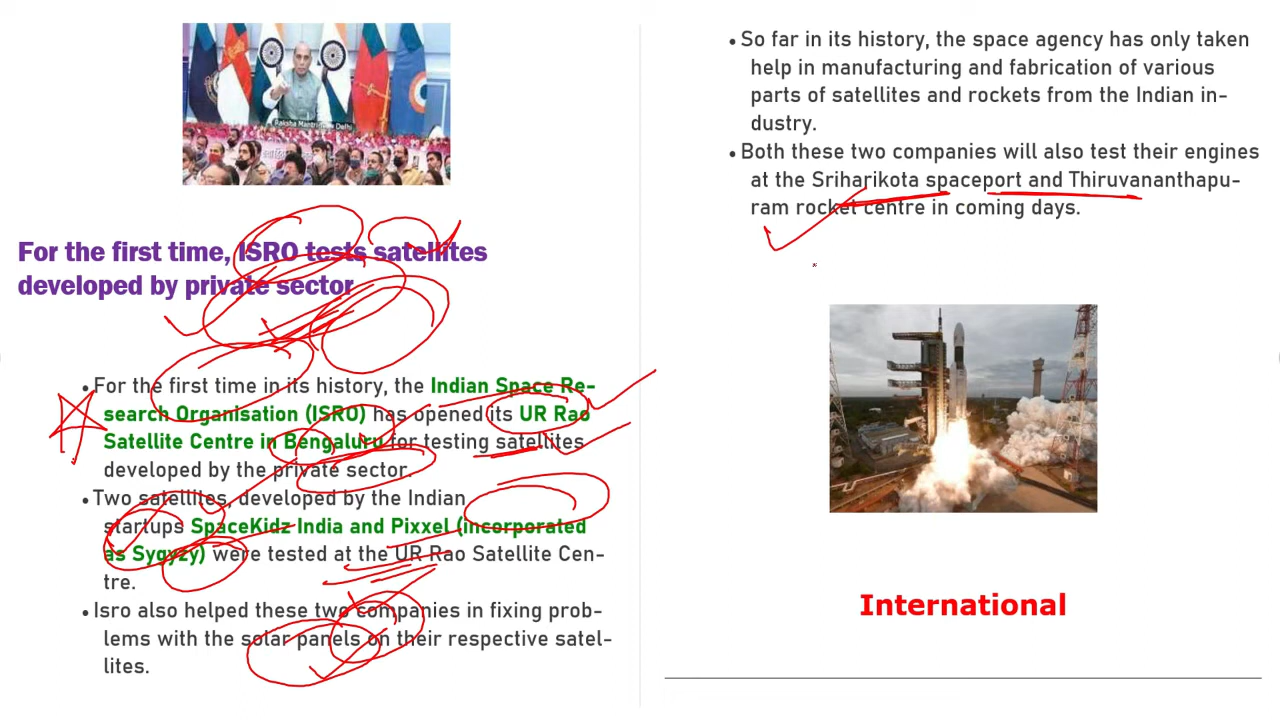 Raksha Mantri Delhi
For the first time, ISRO tests satellites
developed by private sector
• For the first time in its history, the Indian Space Re-
search Organisation (ISRO) has opened its UR Rao
Satellite Centre in Bengaluru for testing satellites
developed by the private sector.
• Two satellites, developed by the Indian
startups SpaceKidz India and Pixxel (incorporated
as Sygyzy) were tested at the UR Rao Satellite Cen-
tre.
• Isro also helped these two companies in fixing prob-
lems with the solar panels on their respective satel-
lites.
• So far in its history, the space agency has only taken
help in manufacturing and fabrication of various
parts of satellites and rockets from the Indian in-
dustry.
• Both these two companies will also test their engines
at the Sriharikota spaceport and Thiruvananthapu-
ram rocket centre in coming days.
International